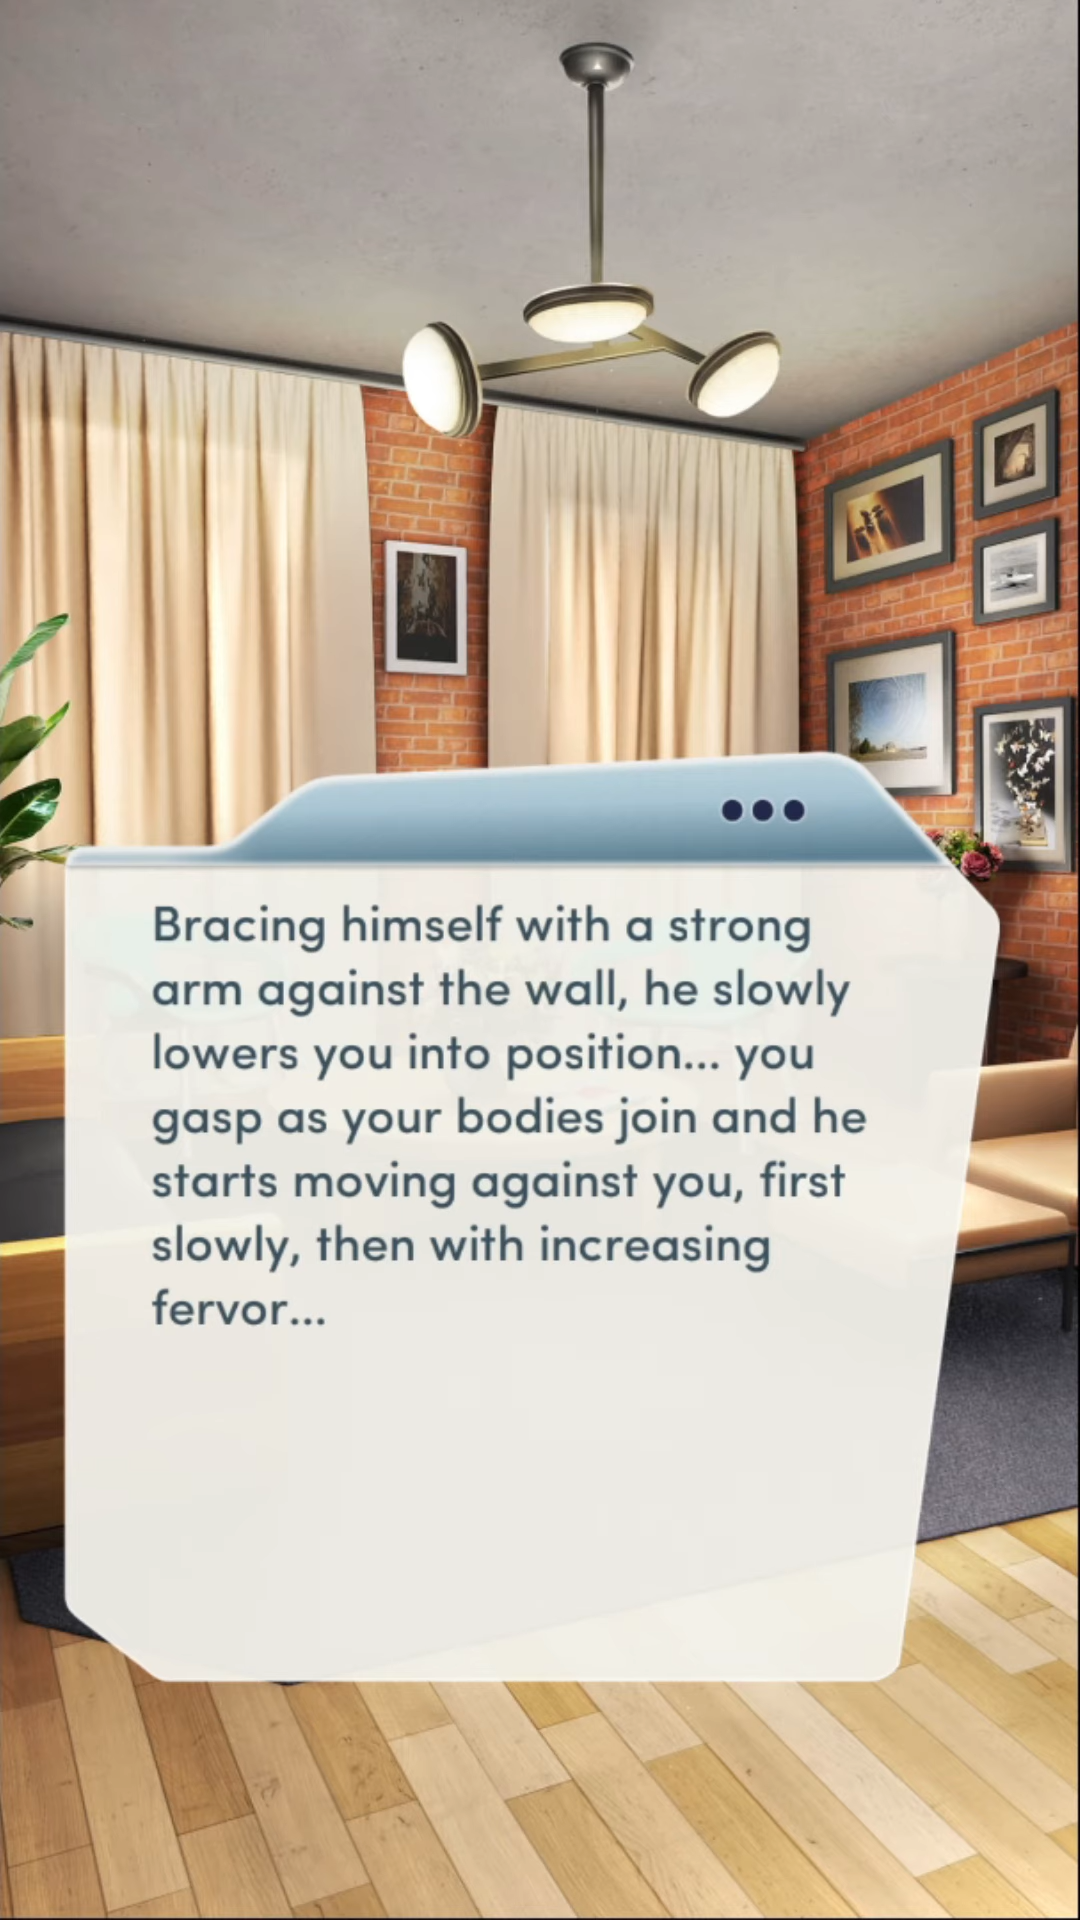 Bracing himself with a strong
arm against the wall, he slowly
lowers you into position... you
gasp as your bodies join and he
starts moving against you, first
slowly, then with increasing
fervor...